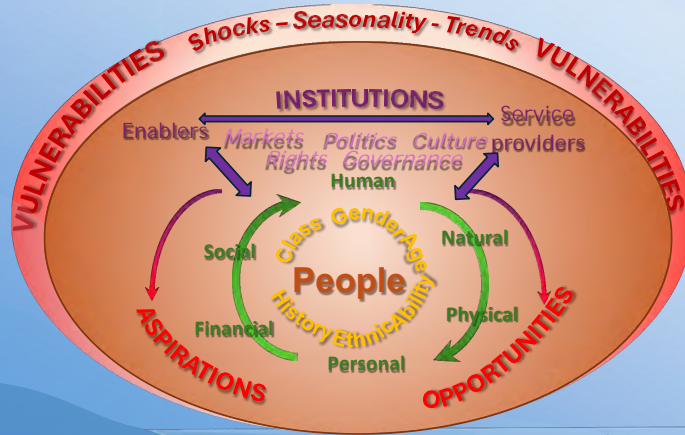 Shocks – Seasonality - Trends
VULNERABILITIES
VULNERABILITIES
INSTITUTIONS
Enablers
Service
providers
Markets Politics Culture
Rights Governance
Human
Social
Natural
Class Gender Age
People
History Ethnic Ability
Financial
Physical
Personal
ASPIRATIONS
OPPORTUNITIES